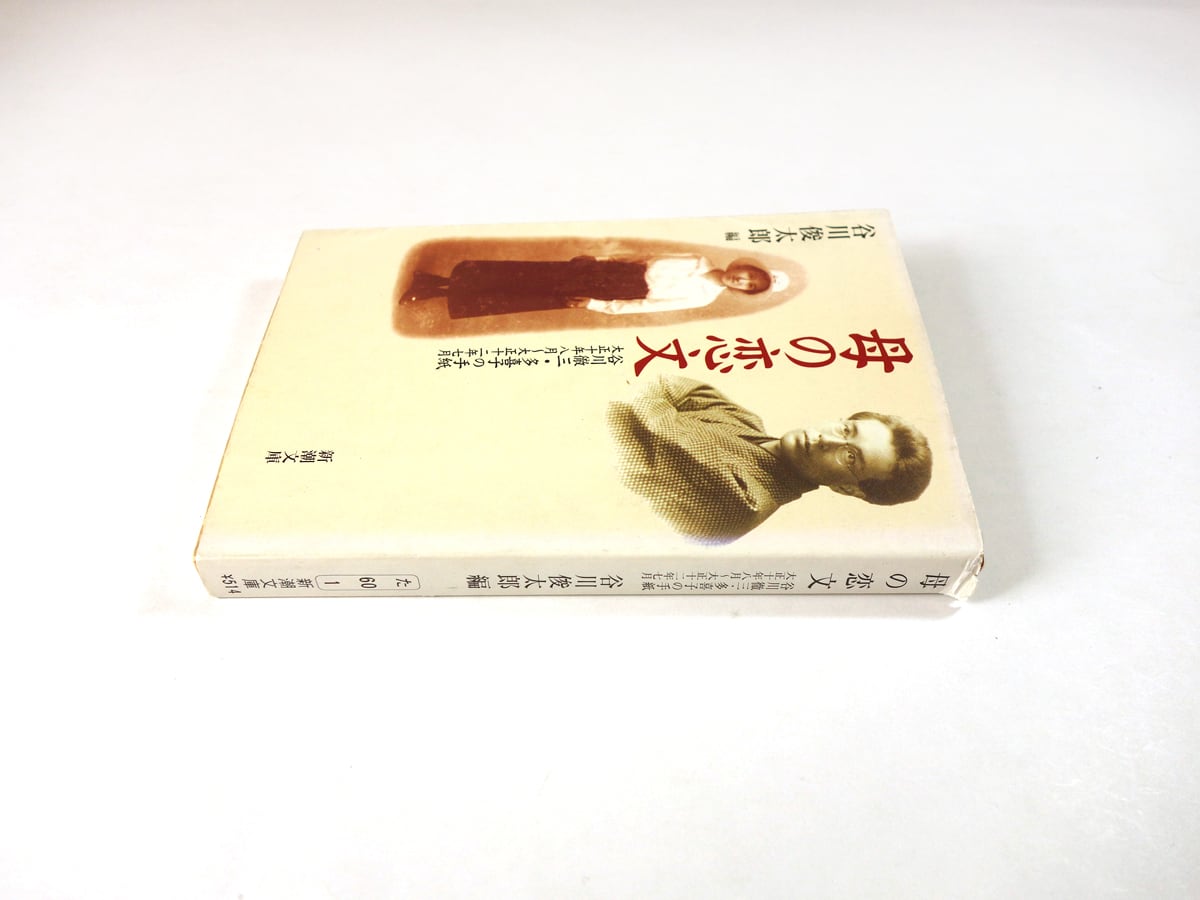 谷川俊太郎 編
母の恋文
谷川徹三・多喜子の手紙
大正十年八月〜大正十二年七月
新潮文庫
母の恋文
谷川徹三・多喜子の手紙
大正十年八月〜大正十二年七月
谷川俊太郎 編
た
60
1
新潮文庫
¥514